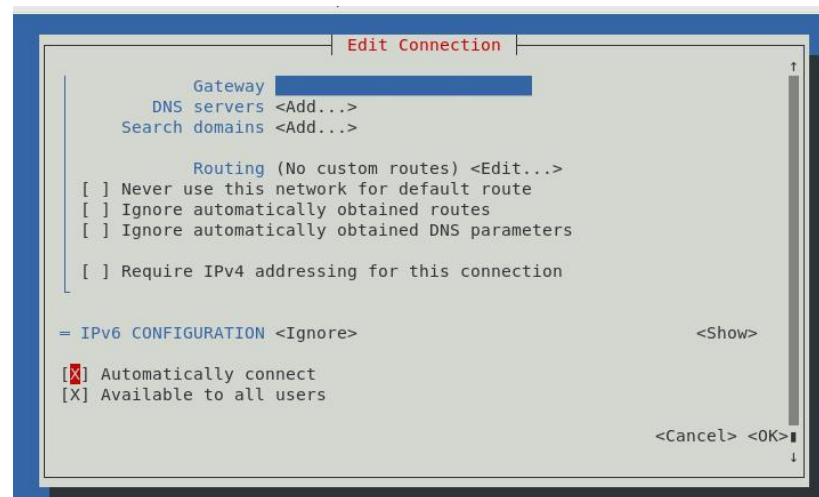 Edit Connection
Gateway
DNS servers <Add...>
Search domains <Add...>
Routing (No custom routes) <Edit...>
[ ] Never use this network for default route
[ ] Ignore automatically obtained routes
[ ] Ignore automatically obtained DNS parameters
[ ] Require IPv4 addressing for this connection
= IPv6 CONFIGURATION <Ignore> <Show>
[X] Automatically connect
[X] Available to all users
<Cancel> <OK>